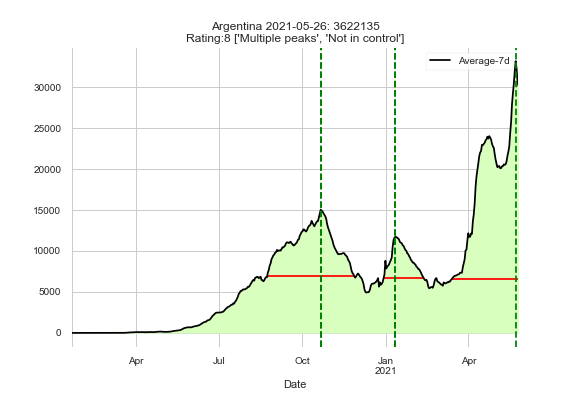 Argentina 2021-05-26: 3622135
Rating:8 ['Multiple peaks', 'Not in control']
Average-7d
30000
25000
20000
15000
10000
5000
0
Apr
Jul
Oct
Jan
2021
Apr
Date